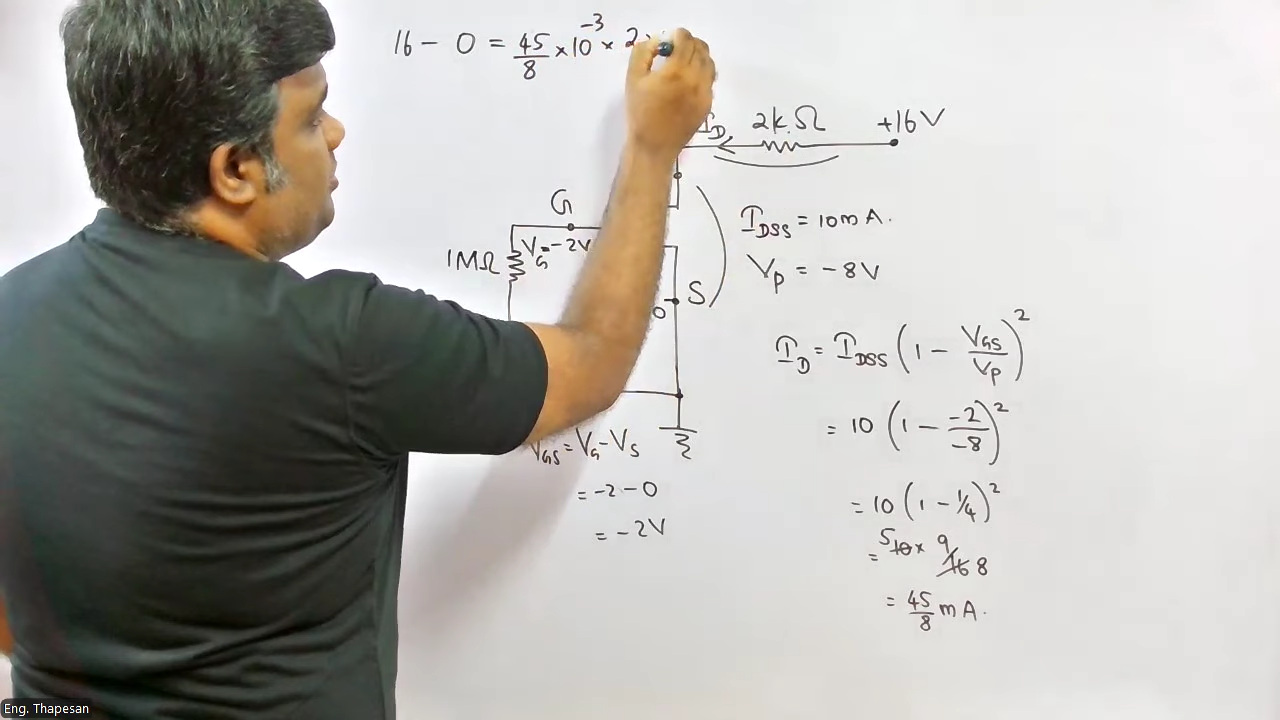 16 - 0 = 45/8 × 10⁻³ × 2
I_D 2kΩ +16V
G
1MΩ V_G = -2V
I_DSS = 10mA.
V_P = -8V
S
0
I_D = I_DSS (1 - V_GS/V_P)²
= 10 (1 - -2/-8)²
V_GS = V_G - V_S
= -2 - 0
= -2V
= 10 (1 - 1/4)²
= 5 10 × 9/16 8
= 45/8 mA.
Eng. Thapesan